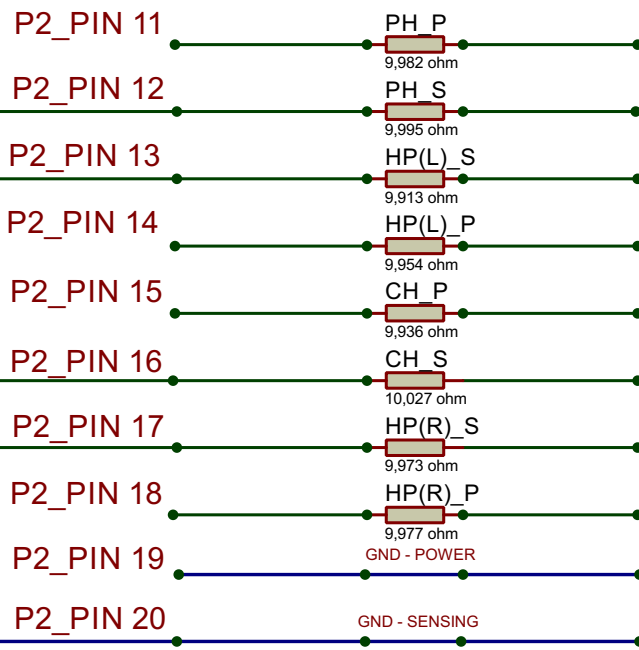 P2_PIN 11 PH_P
9,982 ohm
P2_PIN 12 PH_S
9,995 ohm
P2_PIN 13 HP(L)_S
9,913 ohm
P2_PIN 14 HP(L)_P
9,954 ohm
P2_PIN 15 CH_P
9,936 ohm
P2_PIN 16 CH_S
10,027 ohm
P2_PIN 17 HP(R)_S
9,973 ohm
P2_PIN 18 HP(R)_P
9,977 ohm
P2_PIN 19 GND - POWER
P2_PIN 20 GND - SENSING